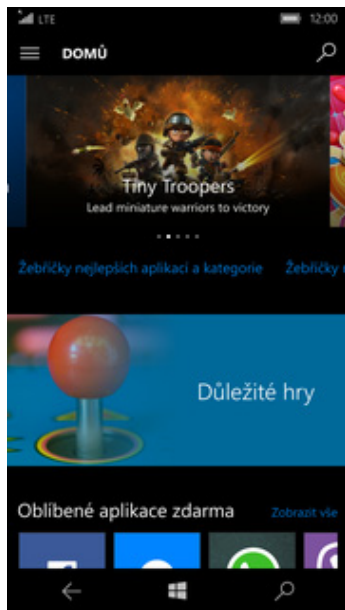 LTE 12:00
DOMŮ
Tiny Troopers
Lead miniature warriors to victory
Žebříčky nejlepších aplikací a kategorie Žebříčky
Důležité hry
Oblíbené aplikace zdarma Zobrazit vše